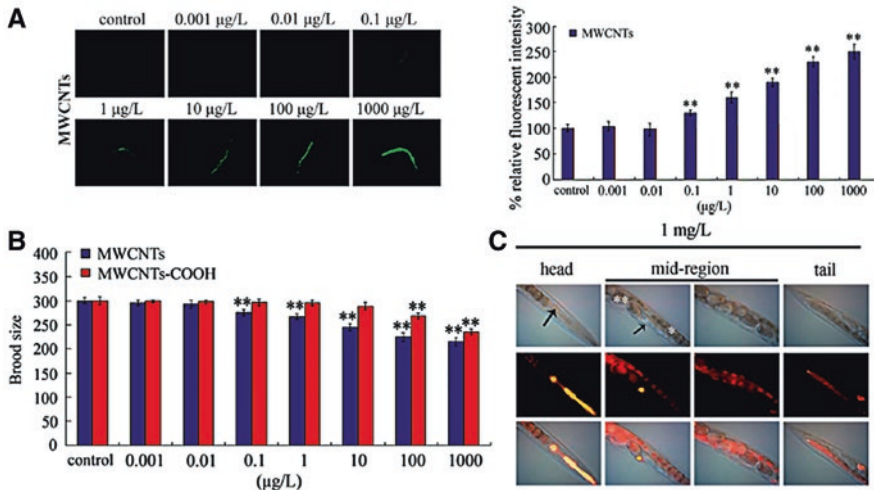 A
control 0.001 µg/L 0.01 µg/L 0.1 µg/L
MWCNTs
1 µg/L 10 µg/L 100 µg/L 1000 µg/L
% relative fluorescent intensity
300
250
200
150
100
50
0
MWCNTs
** ** ** ** **
control 0.001 0.01 0.1 1 10 100 1000
(µg/L)
B
Brood size
400
350
300
250
200
150
100
50
0
MWCNTs
MWCNTs-COOH
** ** ** ** ** ** **
control 0.001 0.01 0.1 1 10 100 1000
(µg/L)
C
1 mg/L
head mid-region tail
**
*